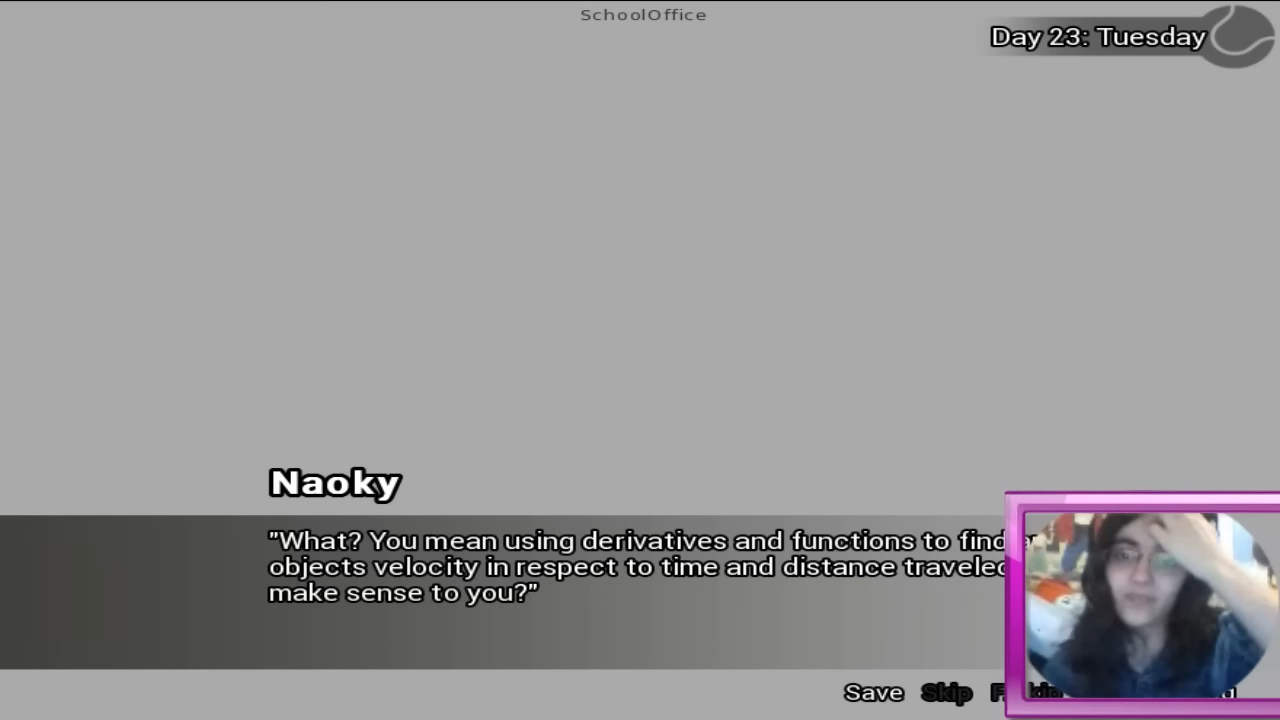 SchoolOffice
Day 23: Tuesday
Naoky
"What? You mean using derivatives and functions to find
objects velocity in respect to time and distance traveled
make sense to you?"
Save Skip